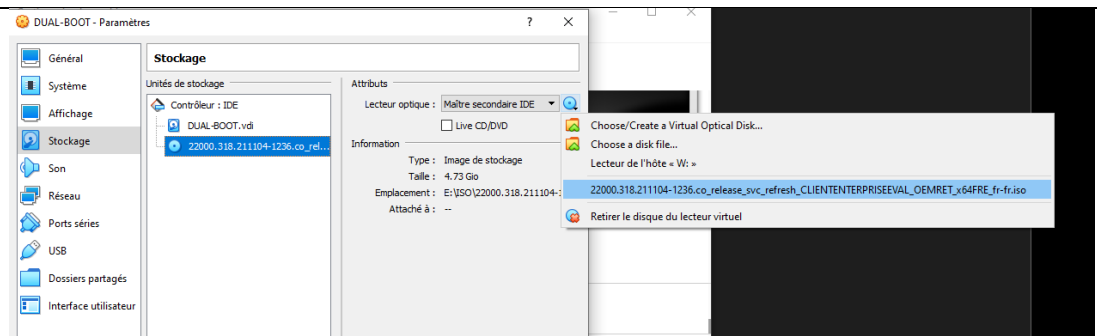 DUAL-BOOT - Paramètres
?
Général
Système
Affichage
Stockage
Son
Réseau
Ports séries
USB
Dossiers partagés
Interface utilisateur
Stockage
Unités de stockage
Contrôleur : IDE
DUAL-BOOT.vdi
22000.318.211104-1236.co_rel...
Attributs
Lecteur optique : Maître secondaire IDE
Live CD/DVD
Information
Type : Image de stockage
Taille : 4.73 Gio
Emplacement : E:\ISO\22000.318.211104-1
Attaché à : --
Choose/Create a Virtual Optical Disk...
Choose a disk file...
Lecteur de l'hôte « W: »
22000.318.211104-1236.co_release_svc_refresh_CLIENTENTERPRISEEVAL_OEMRET_x64FRE_fr-fr.iso
Retirer le disque du lecteur virtuel